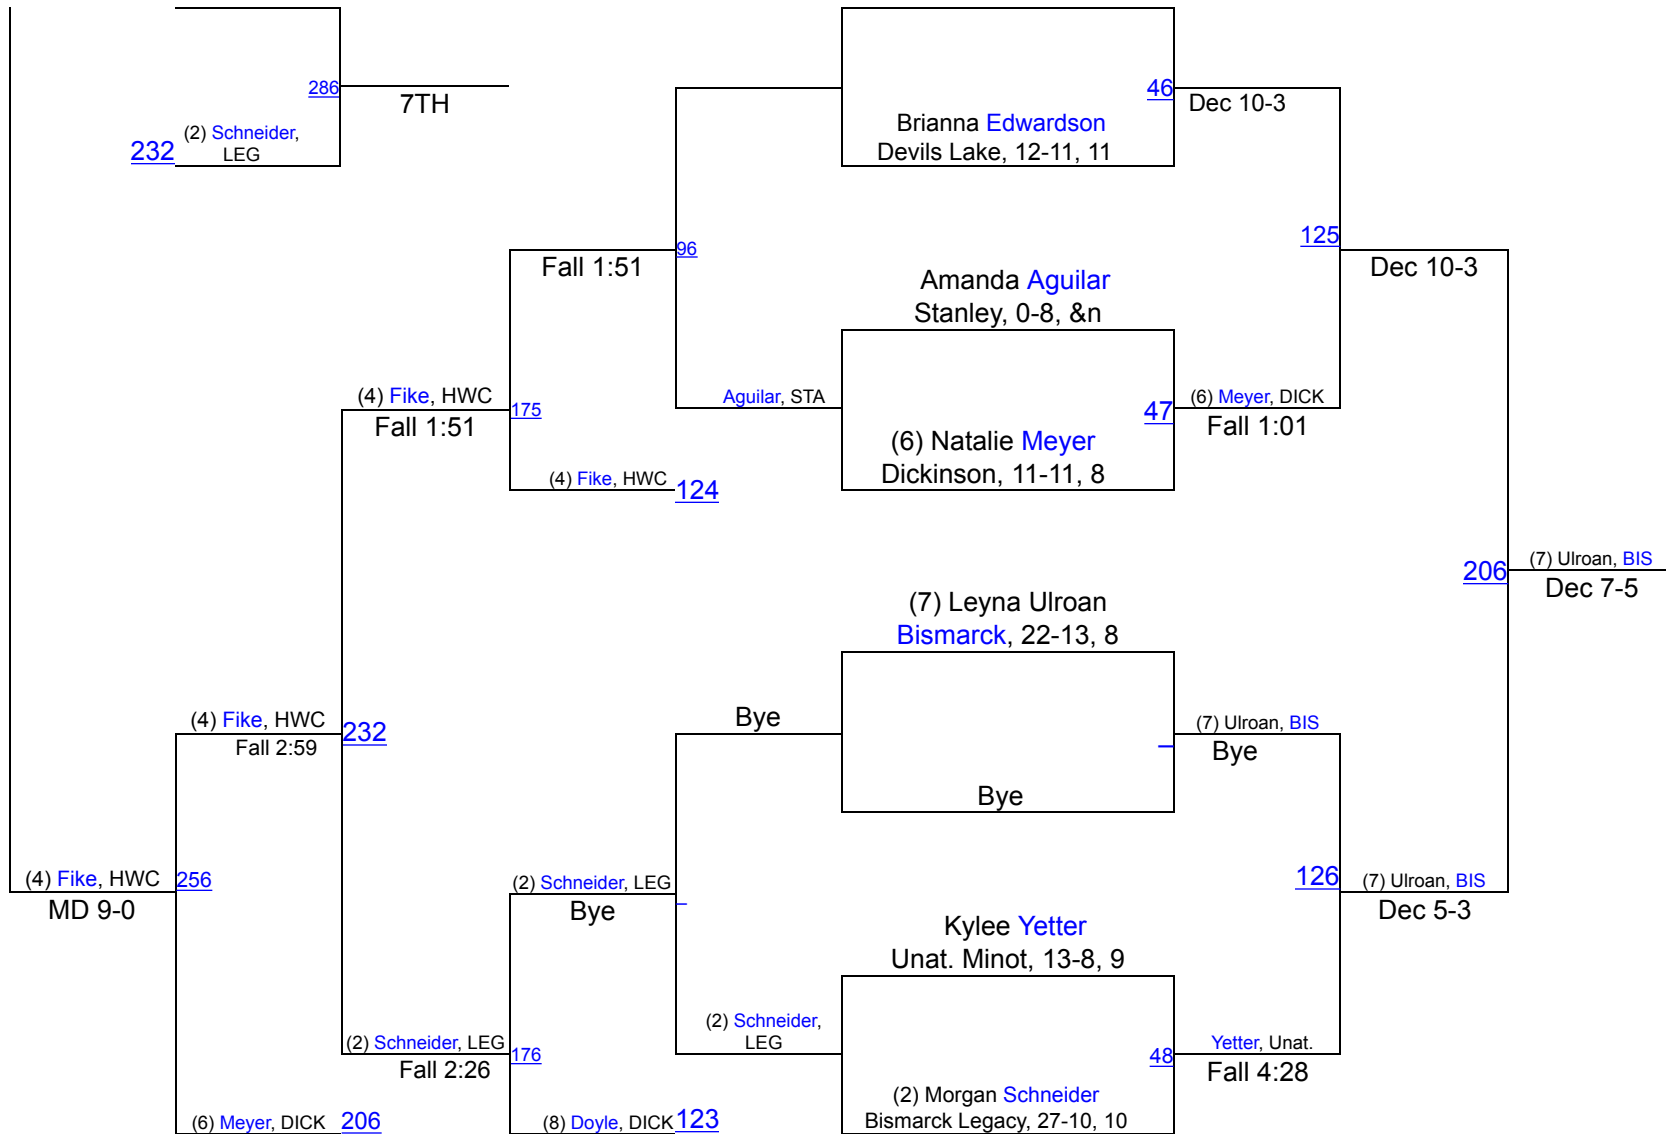 286
7TH
(2) Schneider,
LEG
232
46
Dec 10-3
Brianna Edwardson
Devils Lake, 12-11, 11
96
Fall 1:51
125
Dec 10-3
Amanda Aguilar
Stanley, 0-8, &n
(4) Fike, HWC
175
Fall 1:51
Aguilar, STA
47
(6) Meyer, DICK
Fall 1:01
(6) Natalie Meyer
Dickinson, 11-11, 8
(4) Fike, HWC
124
206
(7) Ulroan, BIS
Dec 7-5
(7) Leyna Ulroan
Bismarck, 22-13, 8
(4) Fike, HWC
232
Fall 2:59
Bye
(7) Ulroan, BIS
Bye
Bye
(4) Fike, HWC
256
MD 9-0
(2) Schneider, LEG
Bye
126
(7) Ulroan, BIS
Dec 5-3
Kylee Yetter
Unat. Minot, 13-8, 9
(2) Schneider, LEG
176
Fall 2:26
(2) Schneider,
LEG
48
Yetter, Unat.
Fall 4:28
(2) Morgan Schneider
Bismarck Legacy, 27-10, 10
(6) Meyer, DICK
206
(8) Doyle, DICK
123